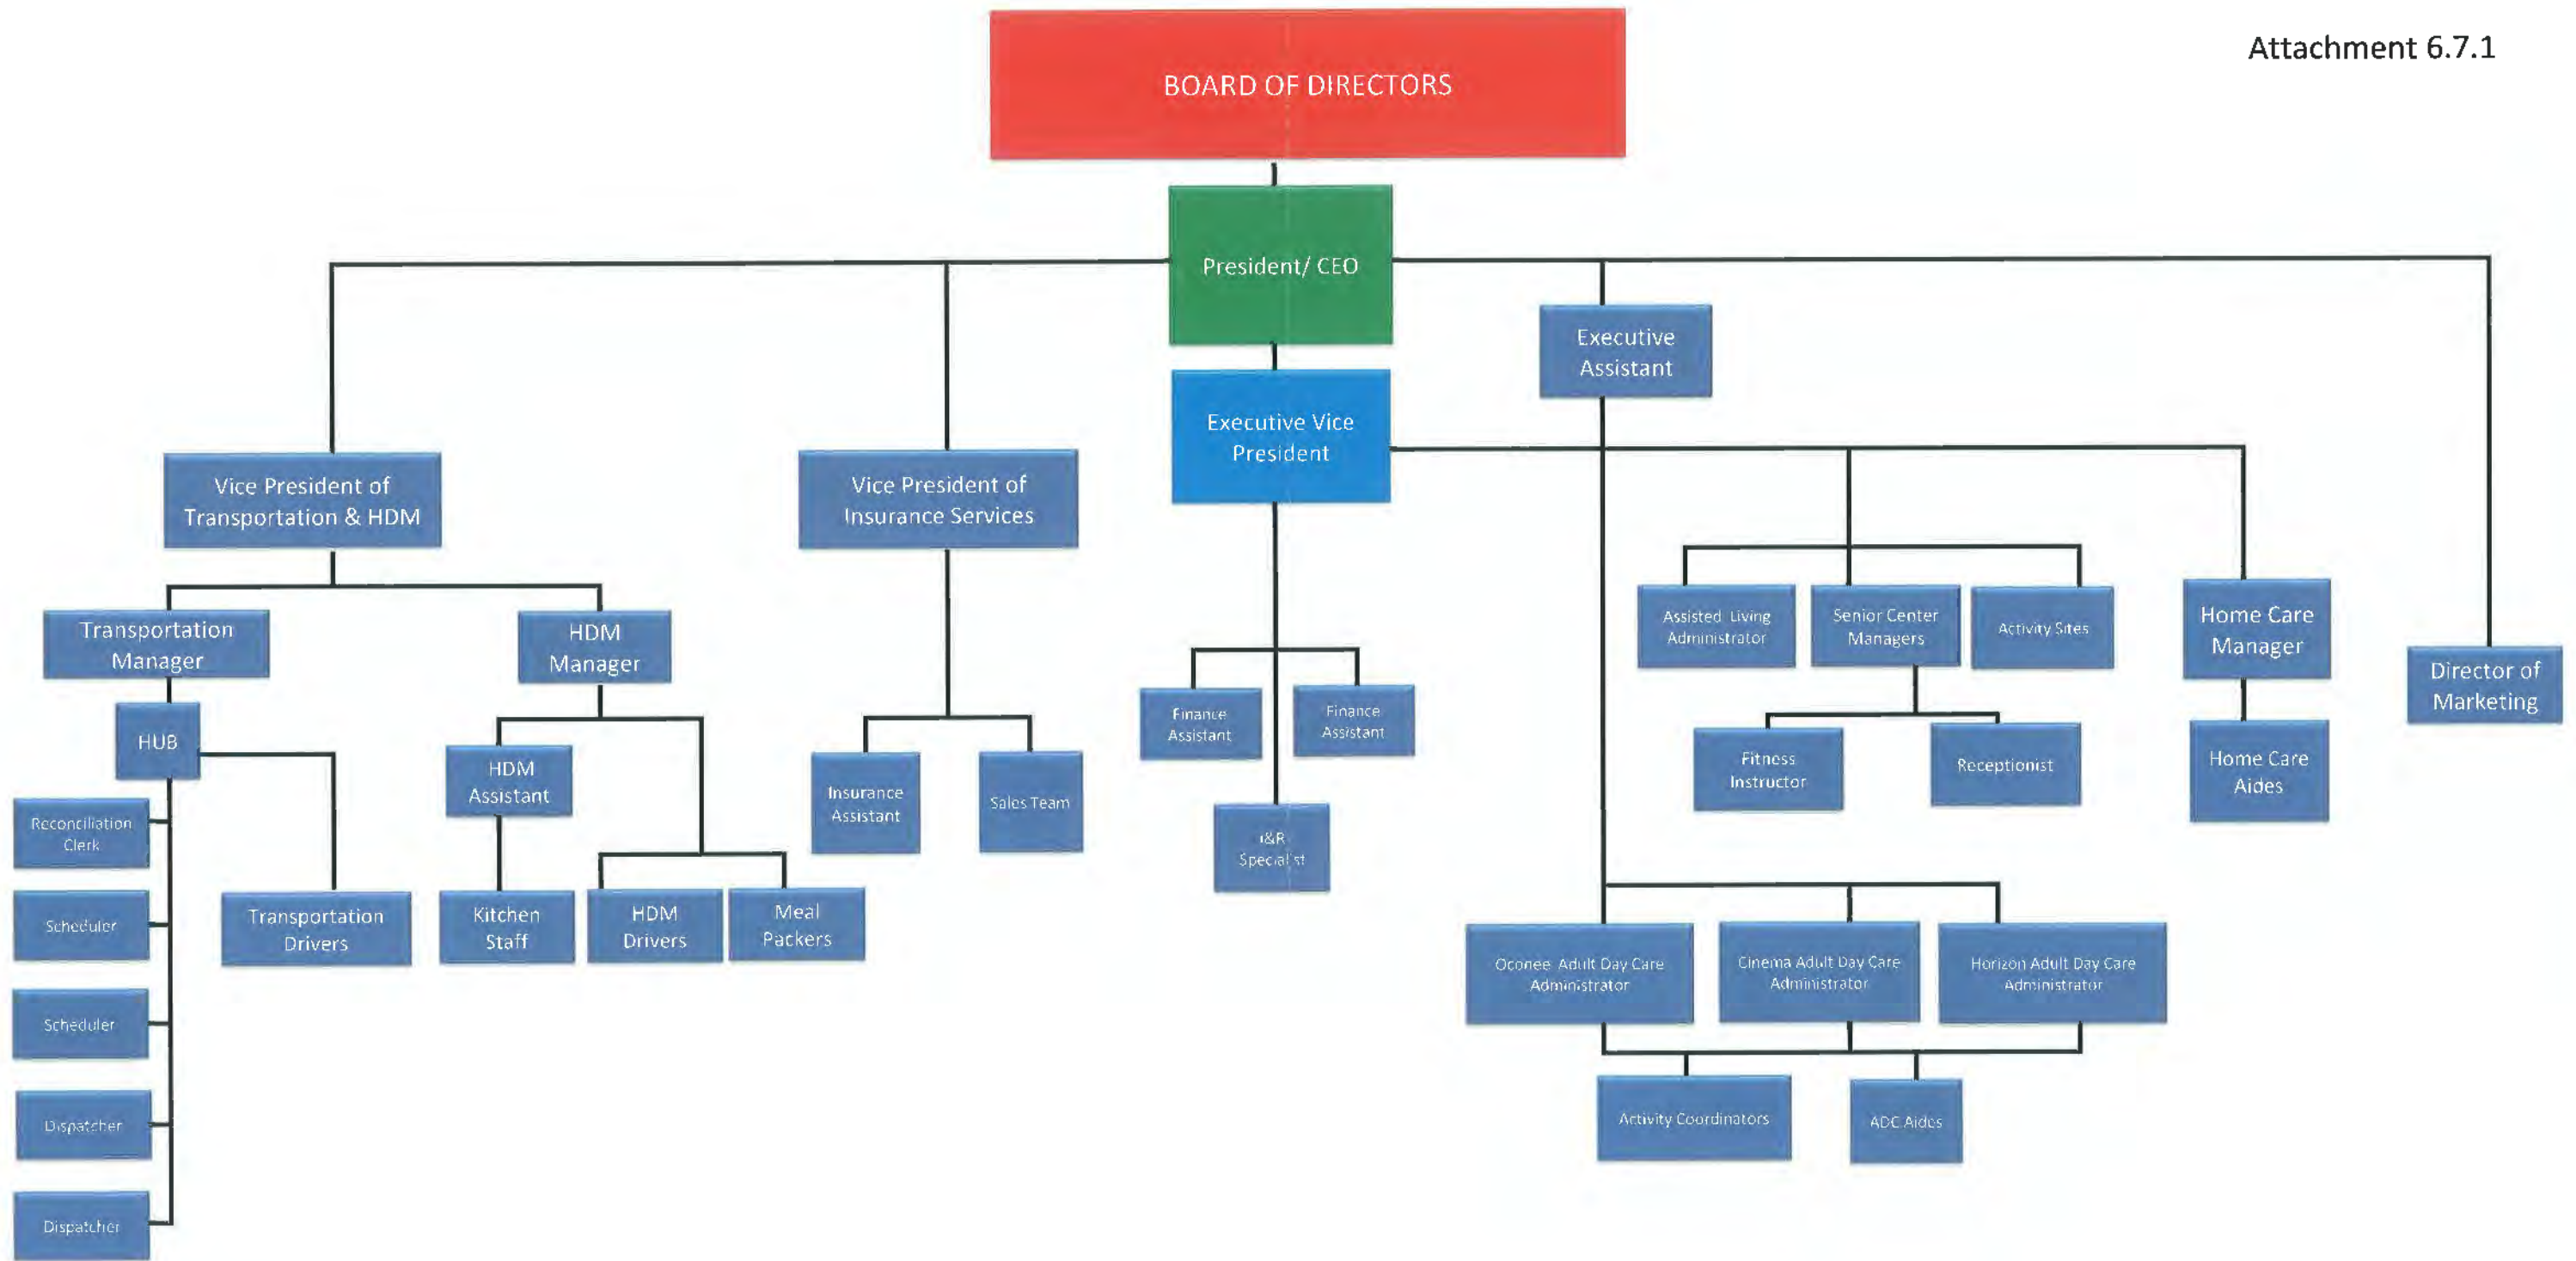 Attachment 6.7.1
BOARD OF DIRECTORS
President/ CEO
Executive
Assistant
Executive Vice
President
Vice President of
Transportation & HDM
Vice President of
Insurance Services
Assisted Living
Administrator
Senior Center
Managers
Activity Sites
Home Care
Manager
Director of
Marketing
Transportation
Manager
HDM
Manager
Finance
Assistant
Finance
Assistant
HUB
HDM
Assistant
Insurance
Assistant
Sales Team
Fitness
Instructor
Receptionist
Home Care
Aides
Reconciliation
Clerk
I&R
Specialist
Scheduler
Transportation
Drivers
Kitchen
Staff
HDM
Drivers
Meal
Packers
Oconee Adult Day Care
Administrator
Cinema Adult Day Care
Administrator
Horizon Adult Day Care
Administrator
Scheduler
Dispatcher
Activity Coordinators
ADC Aides
Dispatcher